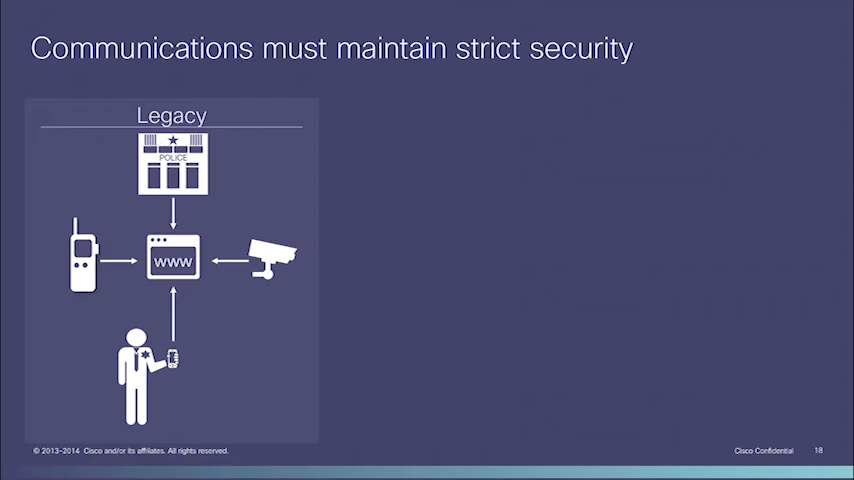 Communications must maintain strict security
Legacy
POLICE
www
© 2013-2014 Cisco and/or its affiliates. All rights reserved.
Cisco Confidential
18